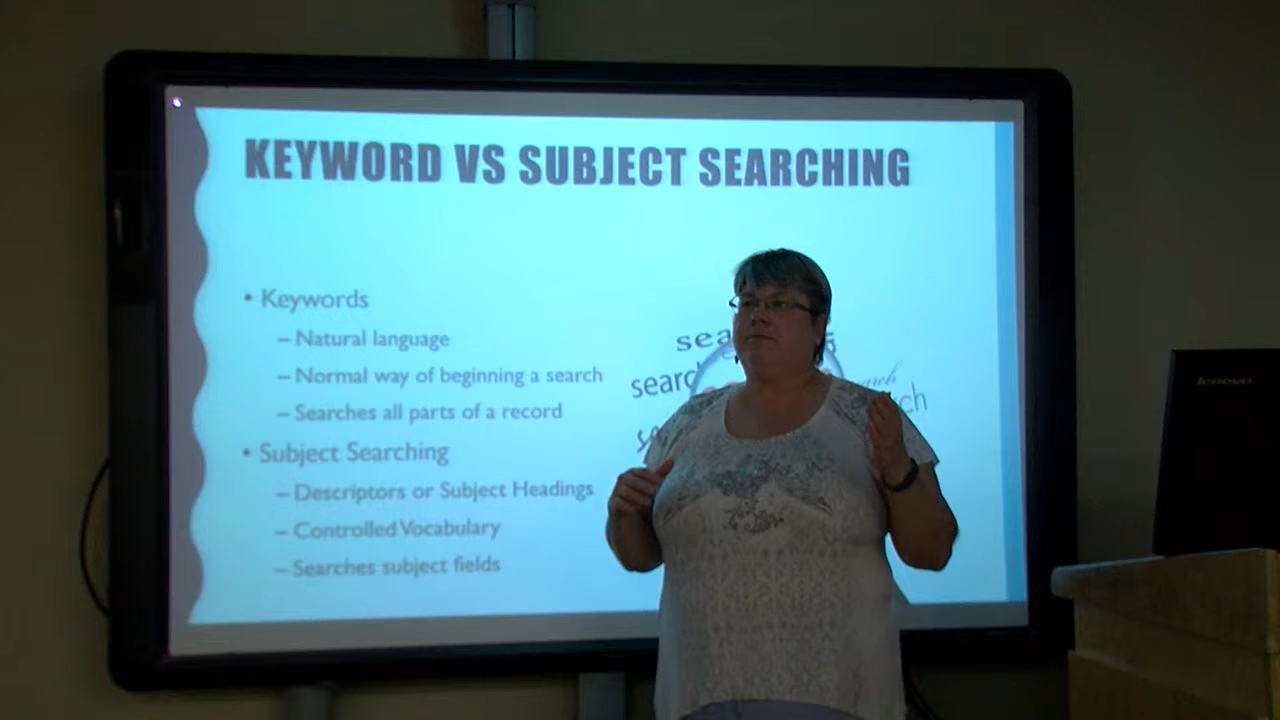 KEYWORD VS SUBJECT SEARCHING
• Keywords
– Natural language
– Normal way of beginning a search
– Searches all parts of a record
• Subject Searching
– Descriptors or Subject Headings
– Controlled Vocabulary
– Searches subject fields
lenovo